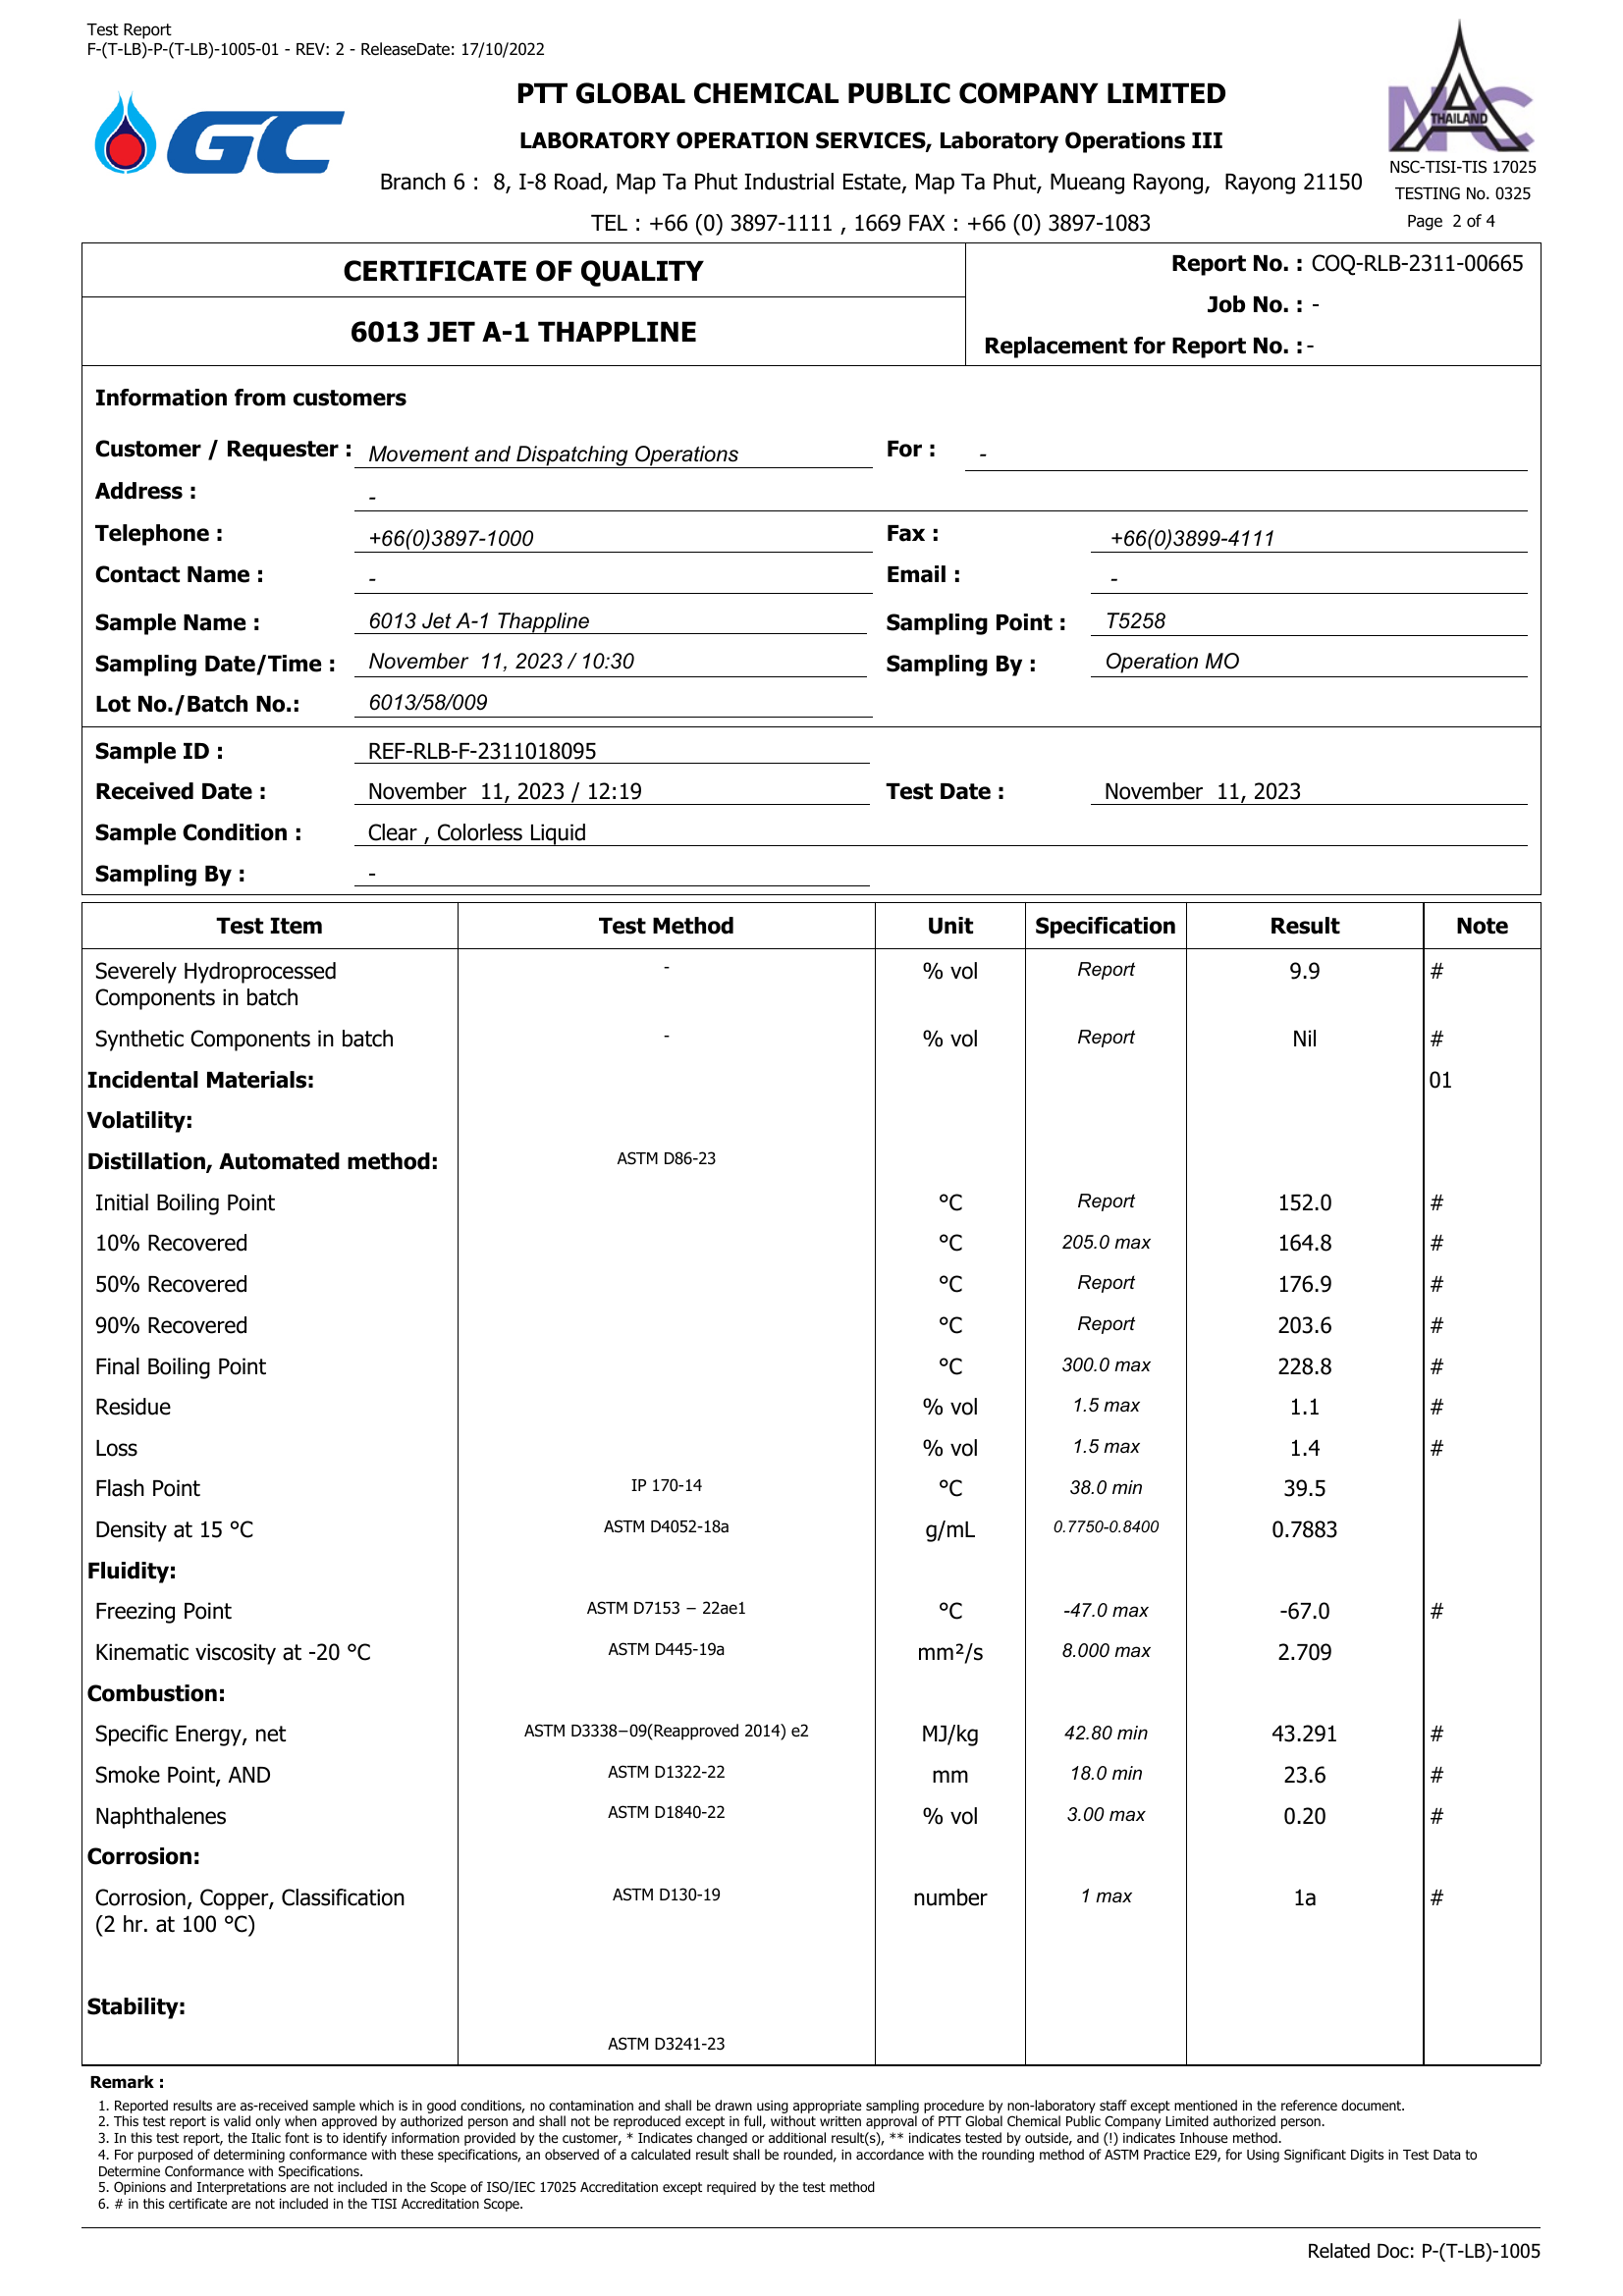 Test Report
F-(T-LB)-P-(T-LB)-1005-01 - REV: 2 - ReleaseDate: 17/10/2022
GC
PTT GLOBAL CHEMICAL PUBLIC COMPANY LIMITED
LABORATORY OPERATION SERVICES, Laboratory Operations III
Branch 6 : 8, I-8 Road, Map Ta Phut Industrial Estate, Map Ta Phut, Mueang Rayong, Rayong 21150
TEL : +66 (0) 3897-1111 , 1669 FAX : +66 (0) 3897-1083
NAC
THAILAND
NSC-TISI-TIS 17025
TESTING No. 0325
Page 2 of 4
CERTIFICATE OF QUALITY
6013 JET A-1 THAPPLINE
Report No. : COQ-RLB-2311-00665
Job No. : -
Replacement for Report No. : -
Information from customers
Customer / Requester : Movement and Dispatching Operations For : -
Address : -
Telephone : +66(0)3897-1000 Fax : +66(0)3899-4111
Contact Name : - Email : -
Sample Name : 6013 Jet A-1 Thappline Sampling Point : T5258
Sampling Date/Time : November 11, 2023 / 10:30 Sampling By : Operation MO
Lot No./Batch No.: 6013/58/009
Sample ID : REF-RLB-F-2311018095
Received Date : November 11, 2023 / 12:19 Test Date : November 11, 2023
Sample Condition : Clear , Colorless Liquid
Sampling By : -
Test Item Test Method Unit Specification Result Note
Severely Hydroprocessed - % vol Report 9.9 #
Components in batch
Synthetic Components in batch - % vol Report Nil #
Incidental Materials: 01
Volatility:
Distillation, Automated method: ASTM D86-23
Initial Boiling Point °C Report 152.0 #
10% Recovered °C 205.0 max 164.8 #
50% Recovered °C Report 176.9 #
90% Recovered °C Report 203.6 #
Final Boiling Point °C 300.0 max 228.8 #
Residue % vol 1.5 max 1.1 #
Loss % vol 1.5 max 1.4 #
Flash Point IP 170-14 °C 38.0 min 39.5
Density at 15 °C ASTM D4052-18a g/mL 0.7750-0.8400 0.7883
Fluidity:
Freezing Point ASTM D7153 – 22ae1 °C -47.0 max -67.0 #
Kinematic viscosity at -20 °C ASTM D445-19a mm²/s 8.000 max 2.709
Combustion:
Specific Energy, net ASTM D3338–09(Reapproved 2014) e2 MJ/kg 42.80 min 43.291 #
Smoke Point, AND ASTM D1322-22 mm 18.0 min 23.6 #
Naphthalenes ASTM D1840-22 % vol 3.00 max 0.20 #
Corrosion:
Corrosion, Copper, Classification ASTM D130-19 number 1 max 1a #
(2 hr. at 100 °C)
Stability:
ASTM D3241-23
Remark :
1. Reported results are as-received sample which is in good conditions, no contamination and shall be drawn using appropriate sampling procedure by non-laboratory staff except mentioned in the reference document.
2. This test report is valid only when approved by authorized person and shall not be reproduced except in full, without written approval of PTT Global Chemical Public Company Limited authorized person.
3. In this test report, the Italic font is to identify information provided by the customer, * Indicates changed or additional result(s), ** indicates tested by outside, and (!) indicates Inhouse method.
4. For purposed of determining conformance with these specifications, an observed of a calculated result shall be rounded, in accordance with the rounding method of ASTM Practice E29, for Using Significant Digits in Test Data to
Determine Conformance with Specifications.
5. Opinions and Interpretations are not included in the Scope of ISO/IEC 17025 Accreditation except required by the test method
6. # in this certificate are not included in the TISI Accreditation Scope.
Related Doc: P-(T-LB)-1005